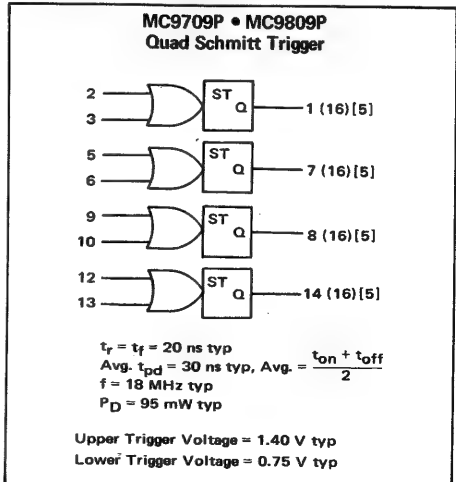 MC9709P • MC9809P
Quad Schmitt Trigger
2
3
ST
Q
1 (16)[5]
5
6
ST
Q
7 (16)[5]
9
10
ST
Q
8 (16)[5]
12
13
ST
Q
14 (16)[5]
tr = tf = 20 ns typ
Avg. tpd = 30 ns typ, Avg. = (ton + toff)/2
f = 18 MHz typ
PD = 95 mW typ
Upper Trigger Voltage = 1.40 V typ
Lower Trigger Voltage = 0.75 V typ